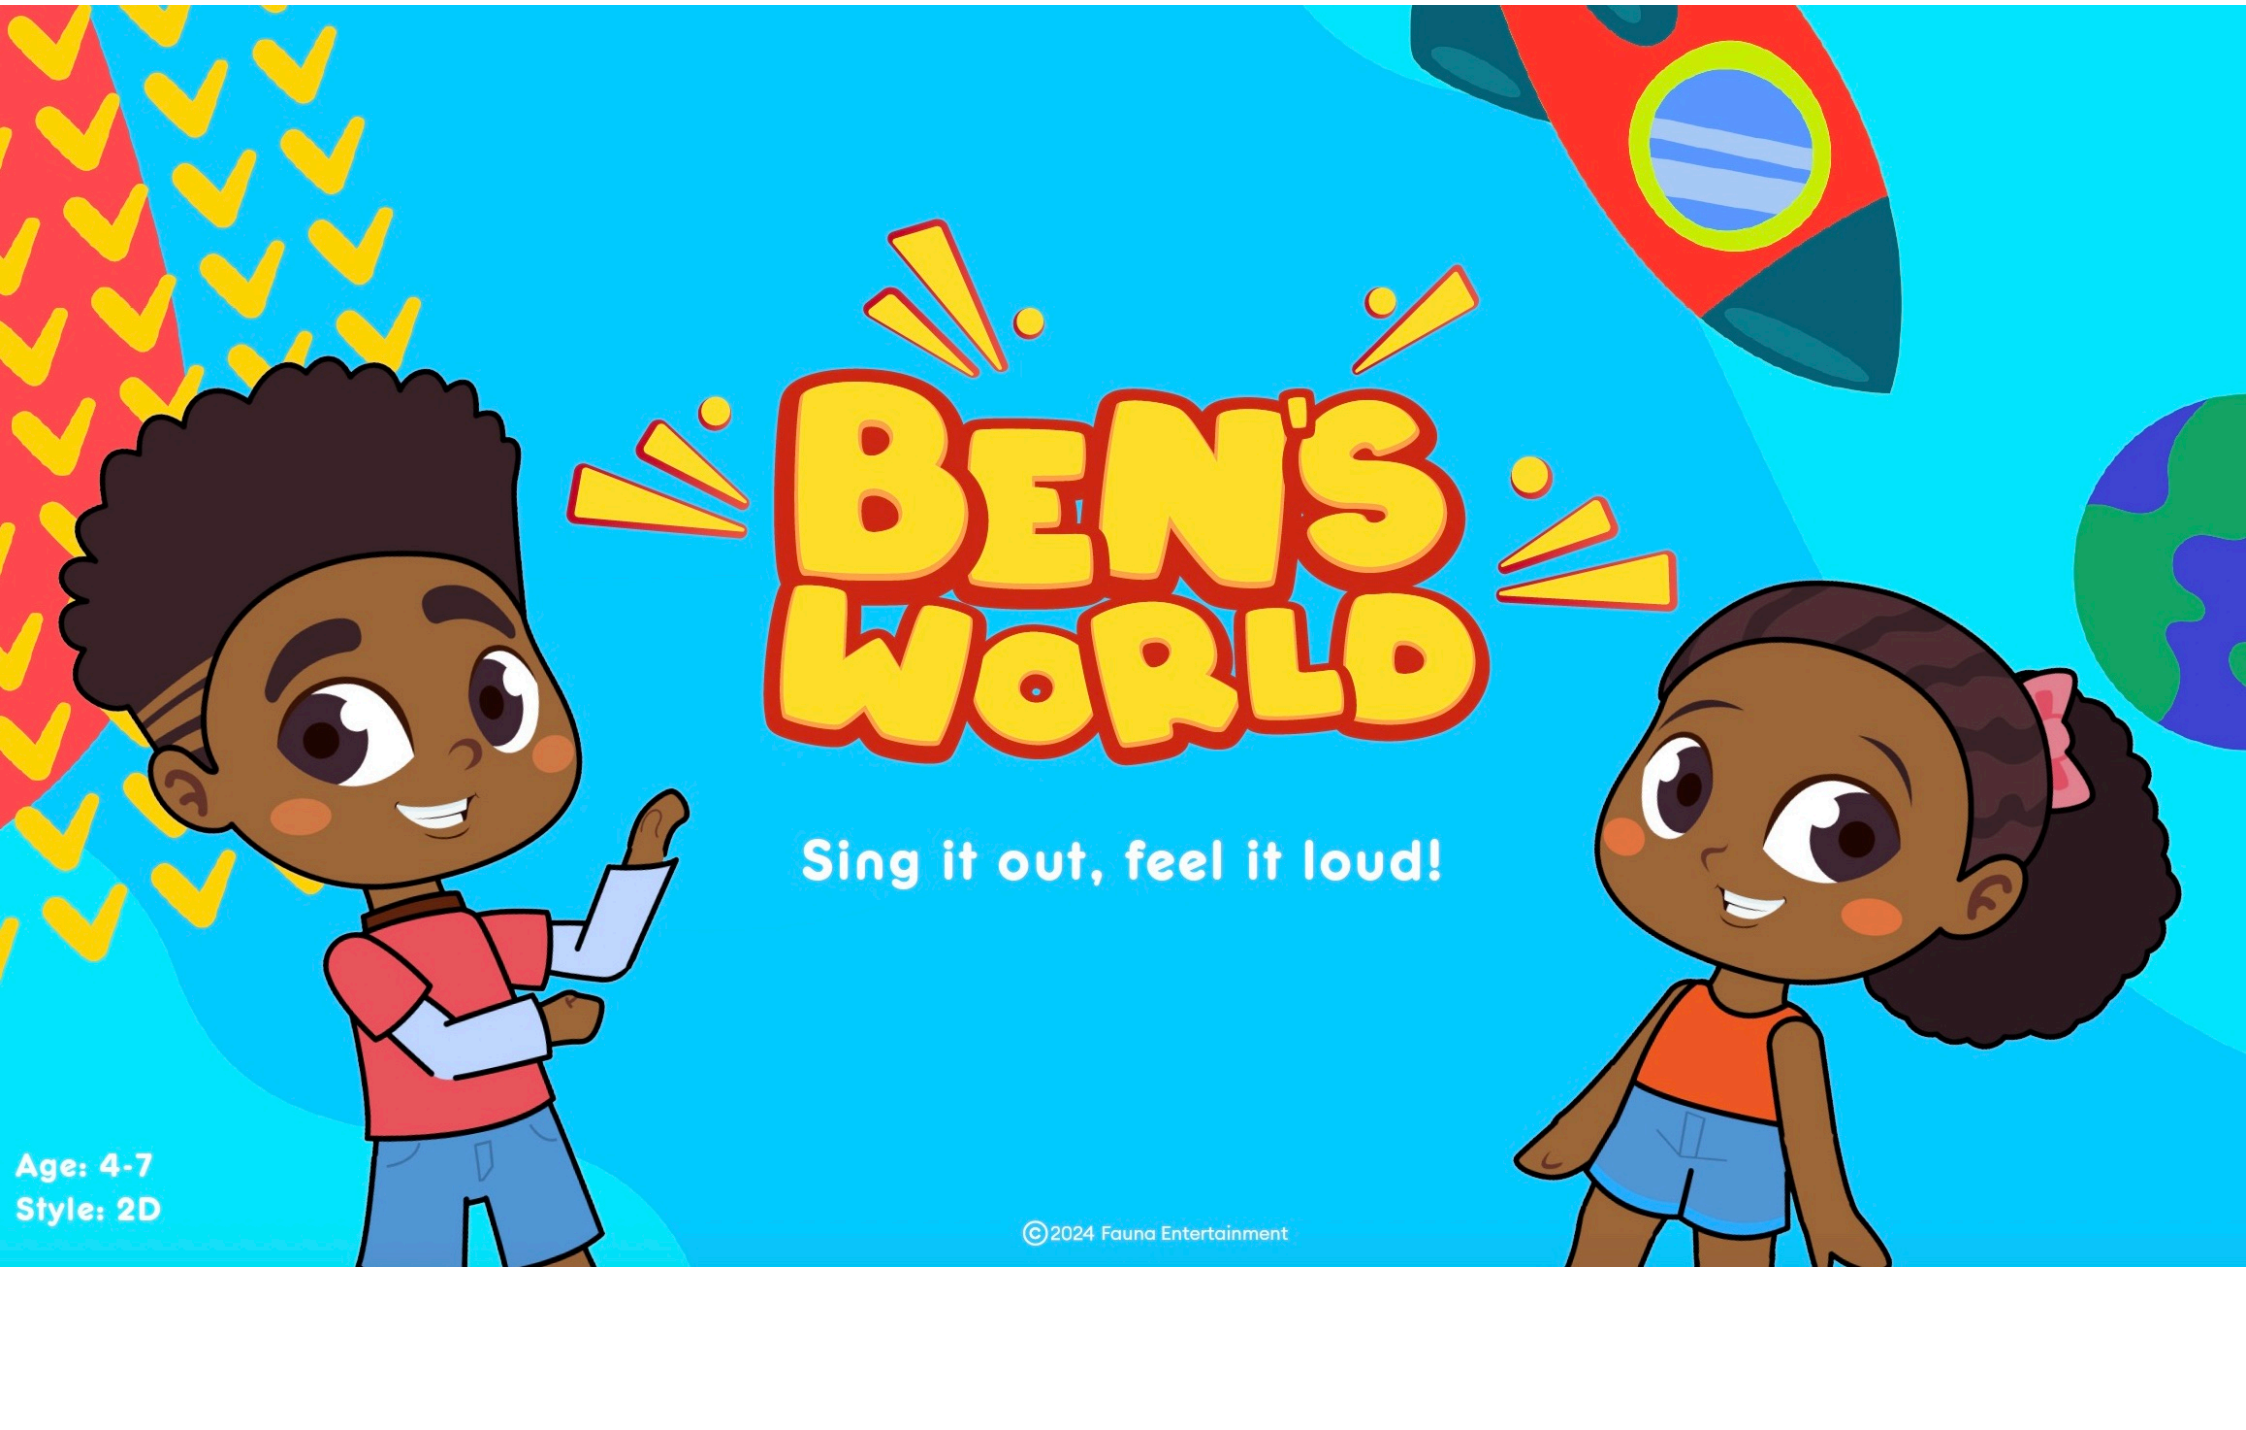 BEN'S
WORLD
Sing it out, feel it loud!
Age: 4-7
Style: 2D
©2024 Fauna Entertainment